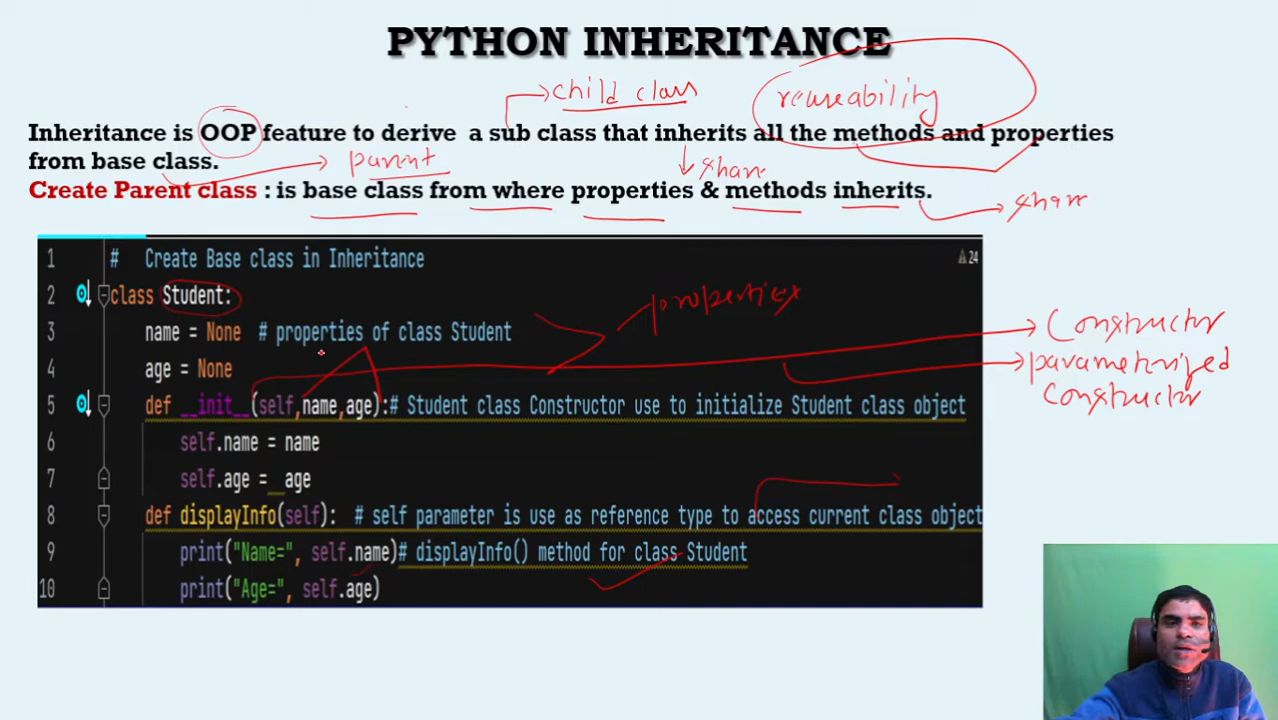 PYTHON INHERITANCE
child class
reuseability
Inheritance is OOP feature to derive a sub class that inherits all the methods and properties
from base class.
parent
share
Create Parent class : is base class from where properties & methods inherits.
share
1 # Create Base class in Inheritance
24
2 class Student:
properties
3 name = None # properties of class Student
Constructor
4 age = None
parameterized
Constructor
5 def __init__(self,name,age):# Student class Constructor use to initialize Student class object
6 self.name = name
7 self.age = age
8 def displayInfo(self): # self parameter is use as reference type to access current class object
9 print("Name=", self.name)# displayInfo() method for class Student
10 print("Age=", self.age)